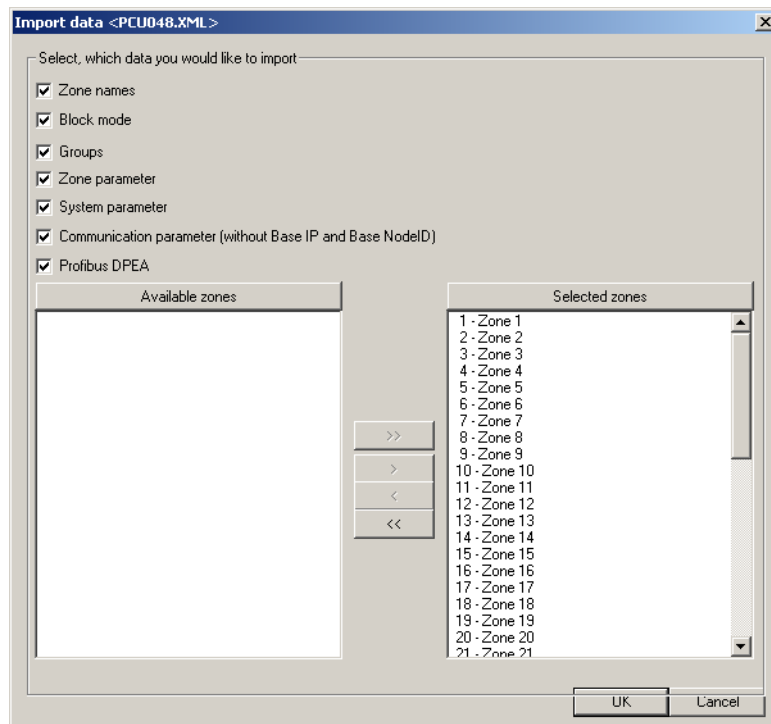 Import data <PCU048.XML>
Select, which data you would like to import
Zone names
Block mode
Groups
Zone parameter
System parameter
Communication parameter (without Base IP and Base NodeID)
Profibus DPEA
Available zones
Selected zones
1 - Zone 1
2 - Zone 2
3 - Zone 3
4 - Zone 4
5 - Zone 5
6 - Zone 6
7 - Zone 7
8 - Zone 8
9 - Zone 9
10 - Zone 10
11 - Zone 11
12 - Zone 12
13 - Zone 13
14 - Zone 14
15 - Zone 15
16 - Zone 16
17 - Zone 17
18 - Zone 18
19 - Zone 19
20 - Zone 20
21 - Zone 21
>>
>
<
<<
OK
Cancel